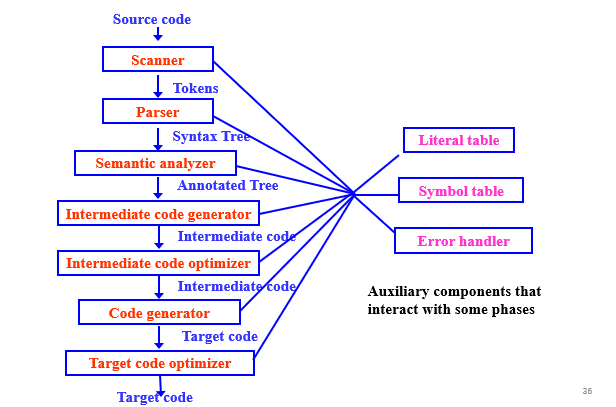 Source code
Scanner
Tokens
Parser
Syntax Tree
Semantic analyzer
Annotated Tree
Intermediate code generator
Intermediate code
Intermediate code optimizer
Intermediate code
Code generator
Target code
Target code optimizer
Target code
Literal table
Symbol table
Error handler
Auxiliary components that
interact with some phases
36